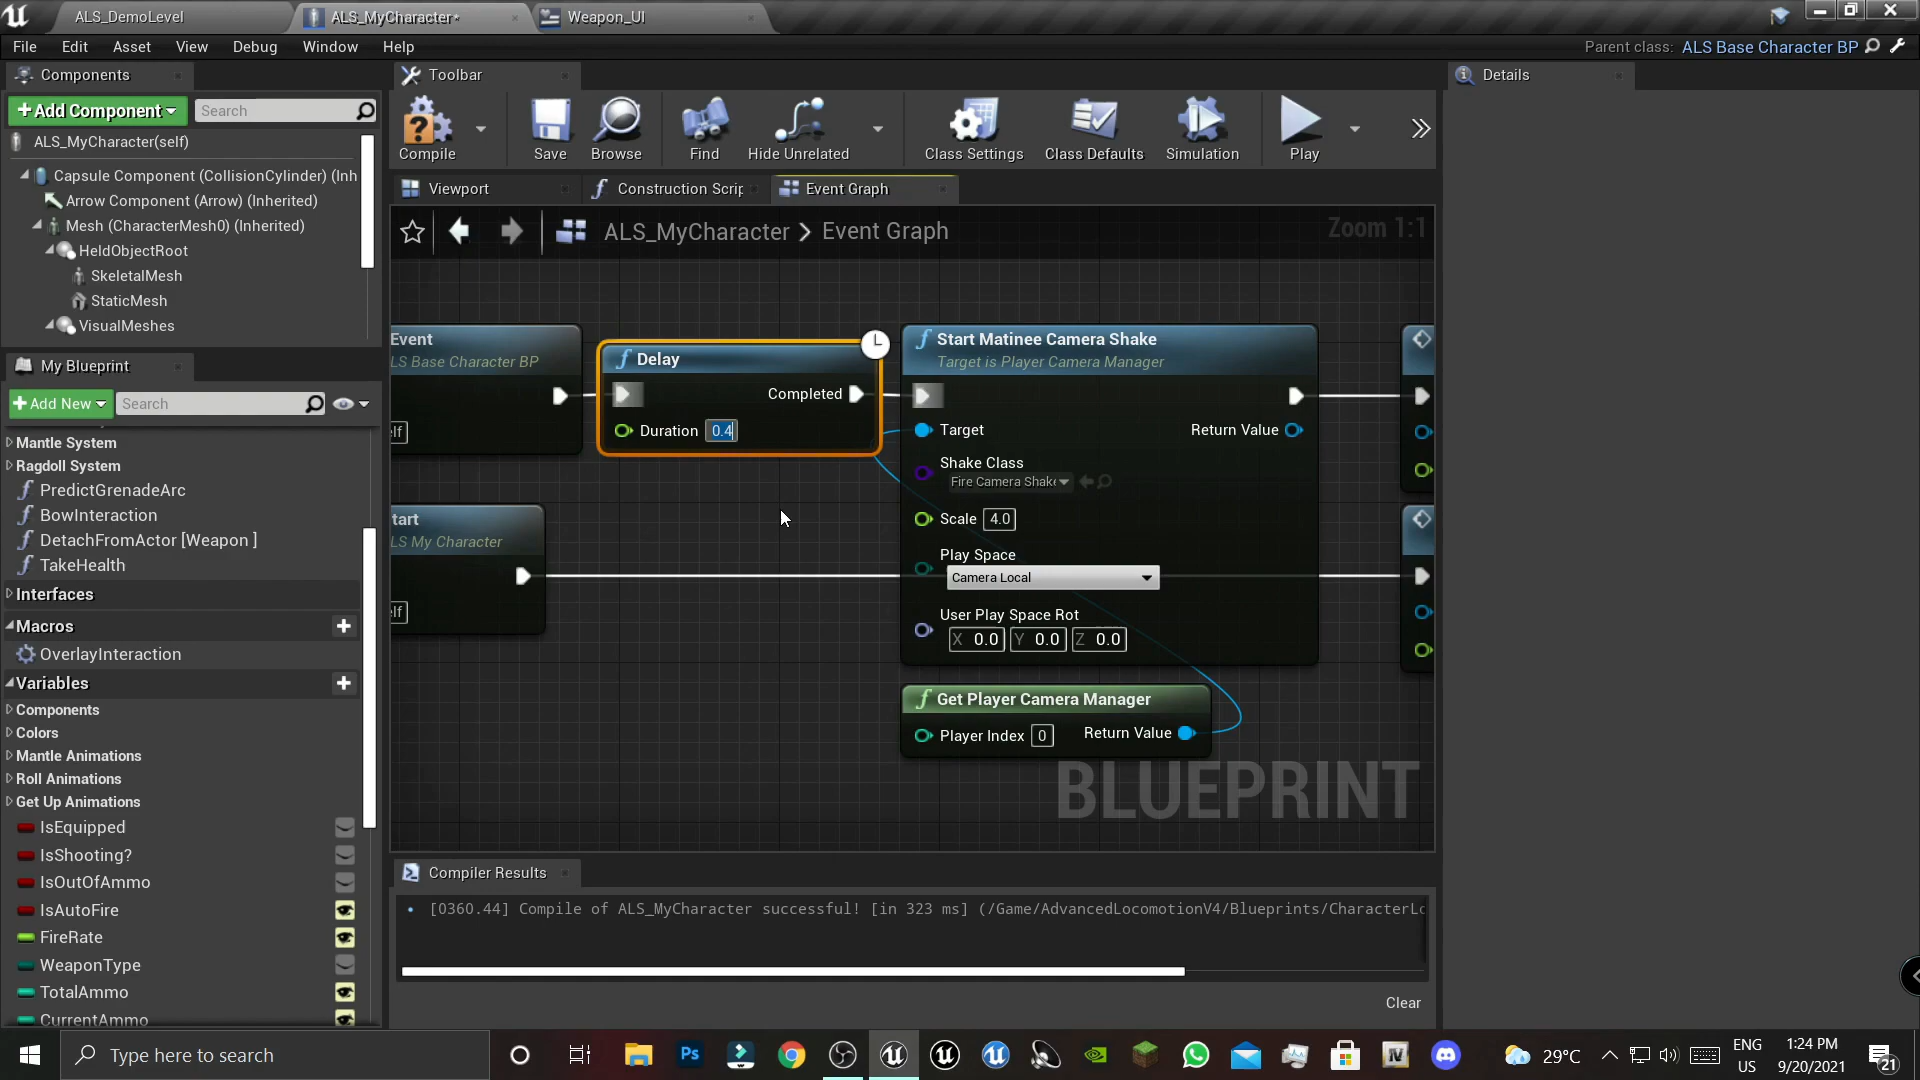 ALS_DemoLevel
ALS_MyCharacter*
Weapon_UI
File Edit Asset View Debug Window Help
Parent class: ALS Base Character BP
Components
+Add Component
Search
ALS_MyCharacter(self)
Capsule Component (CollisionCylinder) (Inh
Arrow Component (Arrow) (Inherited)
Mesh (CharacterMesh0) (Inherited)
HeldObjectRoot
SkeletalMesh
StaticMesh
VisualMeshes
My Blueprint
+Add New
Search
Mantle System
Ragdoll System
PredictGrenadeArc
BowInteraction
DetachFromActor [Weapon ]
TakeHealth
Interfaces
Macros
OverlayInteraction
Variables
Components
Colors
Mantle Animations
Roll Animations
Get Up Animations
IsEquipped
IsShooting?
IsOutOfAmmo
IsAutoFire
FireRate
WeaponType
TotalAmmo
CurrentAmmo
Toolbar
Compile
Save
Browse
Find
Hide Unrelated
Class Settings
Class Defaults
Simulation
Play
Viewport
Construction Scrip
Event Graph
ALS_MyCharacter > Event Graph
Zoom 1:1
Event
LS Base Character BP
elf
Delay
Completed
Duration 0.4
tart
LS My Character
elf
Start Matinee Camera Shake
Target is Player Camera Manager
Target
Return Value
Shake Class
Fire Camera Shake
Scale 4.0
Play Space
Camera Local
User Play Space Rot
X 0.0 Y 0.0 Z 0.0
Get Player Camera Manager
Player Index 0
Return Value
BLUEPRINT
Compiler Results
[0360.44] Compile of ALS_MyCharacter successful! [in 323 ms] (/Game/AdvancedLocomotionV4/Blueprints/CharacterLo
Clear
Details
Type here to search
Ps
IV
29°C
ENG
US
1:24 PM
9/20/2021
21